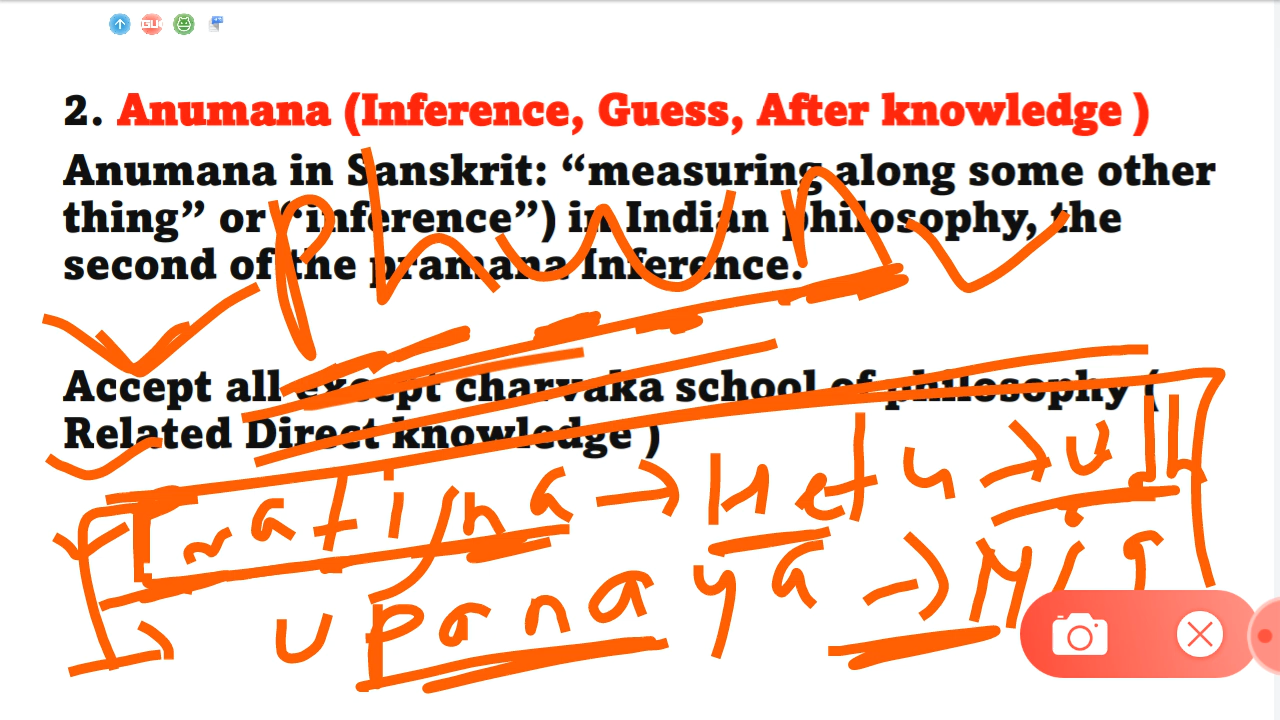 2. Anumana (Inference, Guess, After knowledge )
Anumana in Sanskrit: “measuring along some other
thing” or (“inference”) in Indian philosophy, the
second of the pramana Inference.
phwun
Accept all except charvaka school of philosophy (
Related Direct knowledge )
Pratijna → Hetu →
→ Upanaya →